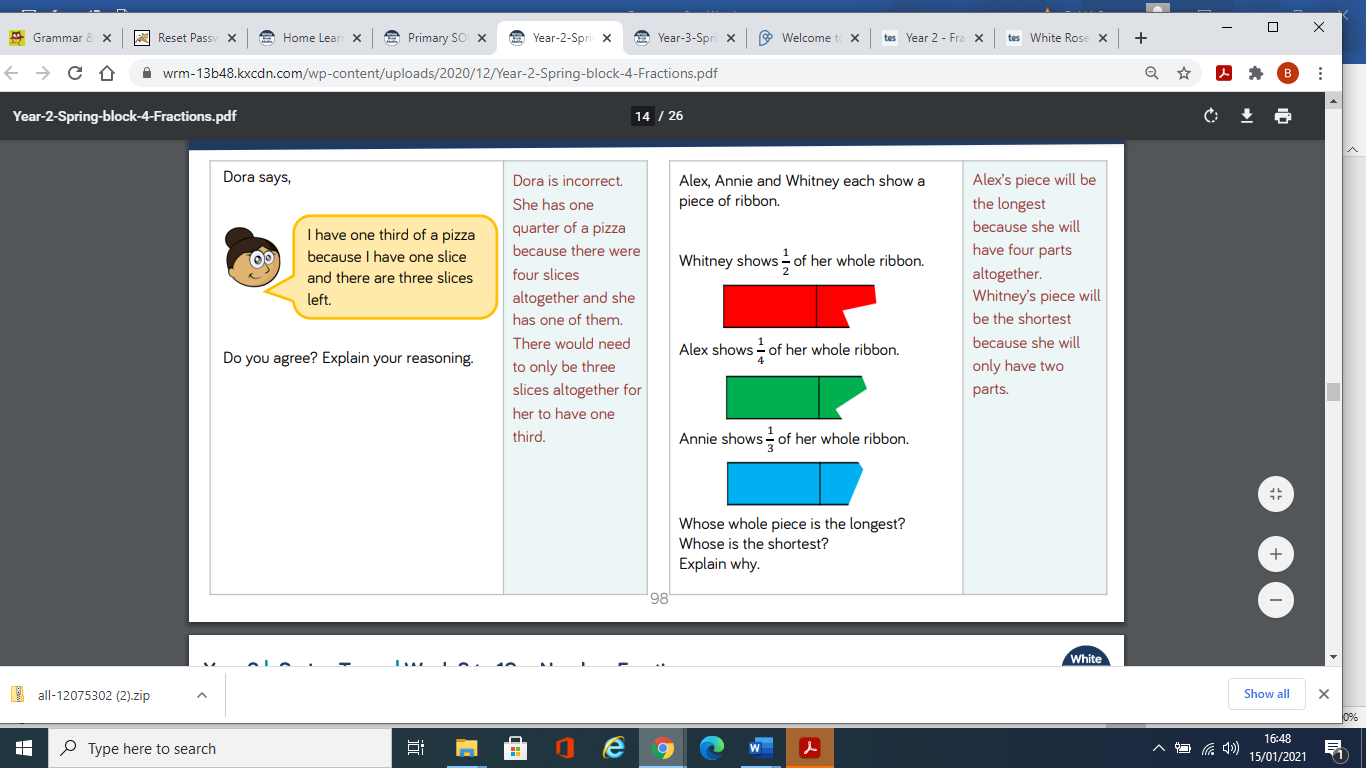 Grammar &
Reset Passw
Home Lear
Primary SO
Year-2-Spri
Year-3-Spri
Welcome to
tes
Year 2 - Fra
tes
White Rose
wrm-13b48.kxcdn.com/wp-content/uploads/2020/12/Year-2-Spring-block-4-Fractions.pdf
B
Year-2-Spring-block-4-Fractions.pdf
14 / 26
Dora says,
I have one third of a pizza
because I have one slice
and there are three slices
left.
Do you agree? Explain your reasoning.
Dora is incorrect.
She has one
quarter of a pizza
because there were
four slices
altogether and she
has one of them.
There would need
to only be three
slices altogether for
her to have one
third.
Alex, Annie and Whitney each show a
piece of ribbon.
Whitney shows 1/2 of her whole ribbon.
Alex shows 1/4 of her whole ribbon.
Annie shows 1/3 of her whole ribbon.
Whose whole piece is the longest?
Whose is the shortest?
Explain why.
Alex's piece will be
the longest
because she will
have four parts
altogether.
Whitney's piece will
be the shortest
because she will
only have two
parts.
98
White
all-12075302 (2).zip
Show all
0%
Type here to search
16:48
15/01/2021
1